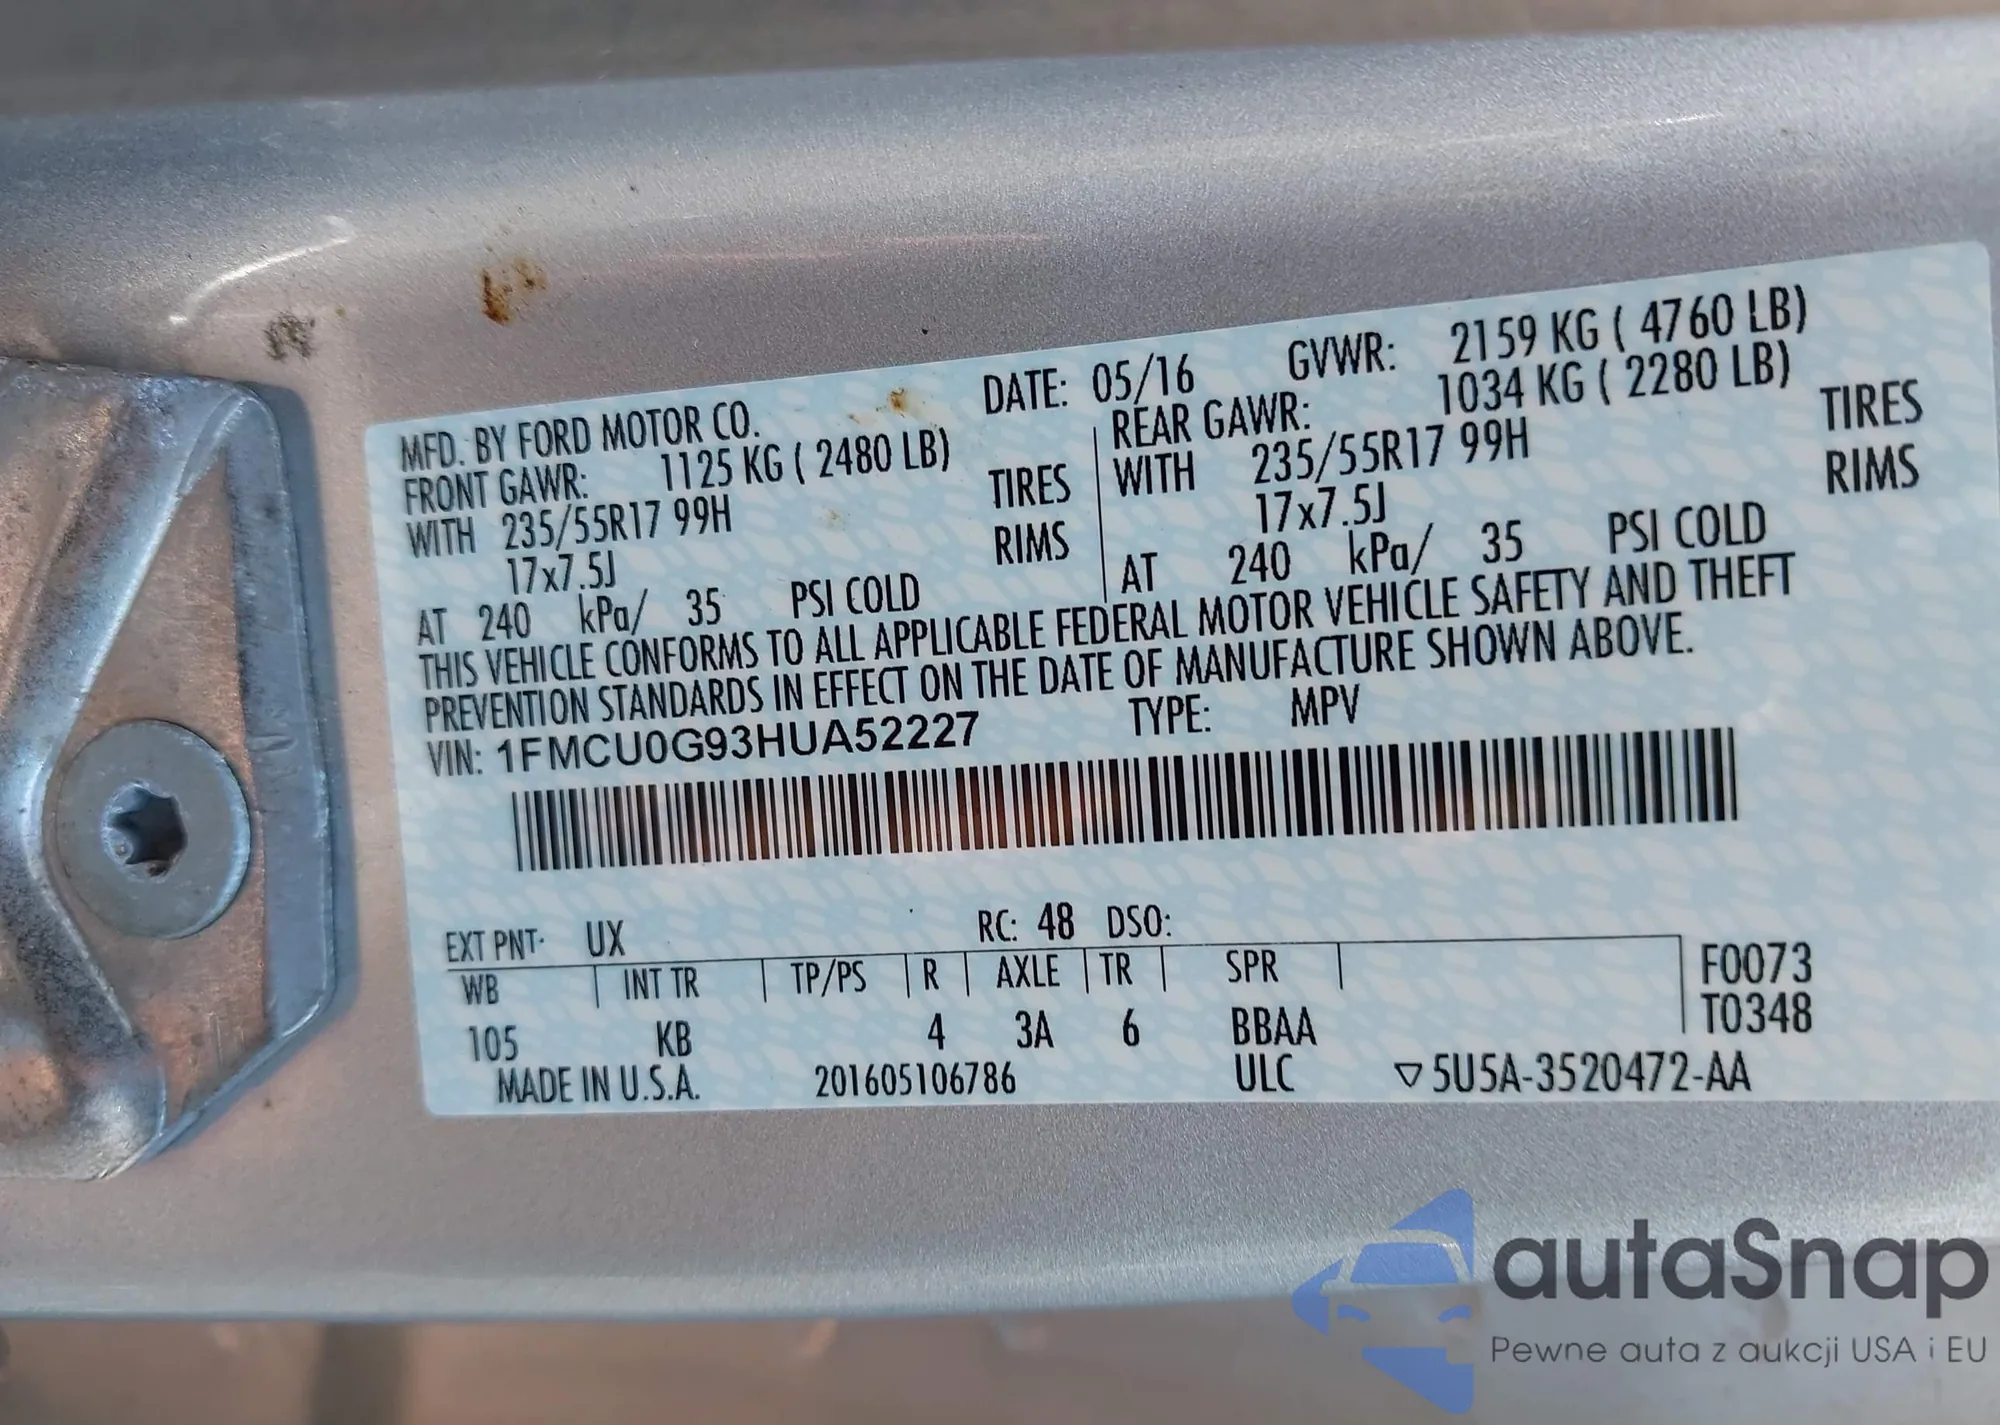 MFD. BY FORD MOTOR CO. DATE: 05/16 GVWR: 2159 KG ( 4760 LB)
FRONT GAWR: 1125 KG ( 2480 LB) REAR GAWR: 1034 KG ( 2280 LB)
WITH 235/55R17 99H TIRES WITH 235/55R17 99H TIRES
17x7.5J RIMS 17x7.5J RIMS
AT 240 kPa/ 35 PSI COLD AT 240 kPa/ 35 PSI COLD
THIS VEHICLE CONFORMS TO ALL APPLICABLE FEDERAL MOTOR VEHICLE SAFETY AND THEFT
PREVENTION STANDARDS IN EFFECT ON THE DATE OF MANUFACTURE SHOWN ABOVE.
VIN: 1FMCU0G93HUA52227 TYPE: MPV
EXT PNT: UX RC: 48 DSO:
WB INT TR TP/PS R AXLE TR SPR F0073
105 KB 4 3A 6 BBAA T0348
MADE IN U.S.A. 201605106786 ULC ▽5U5A-3520472-AA
autaSnap
Pewne auta z aukcji USA i EU